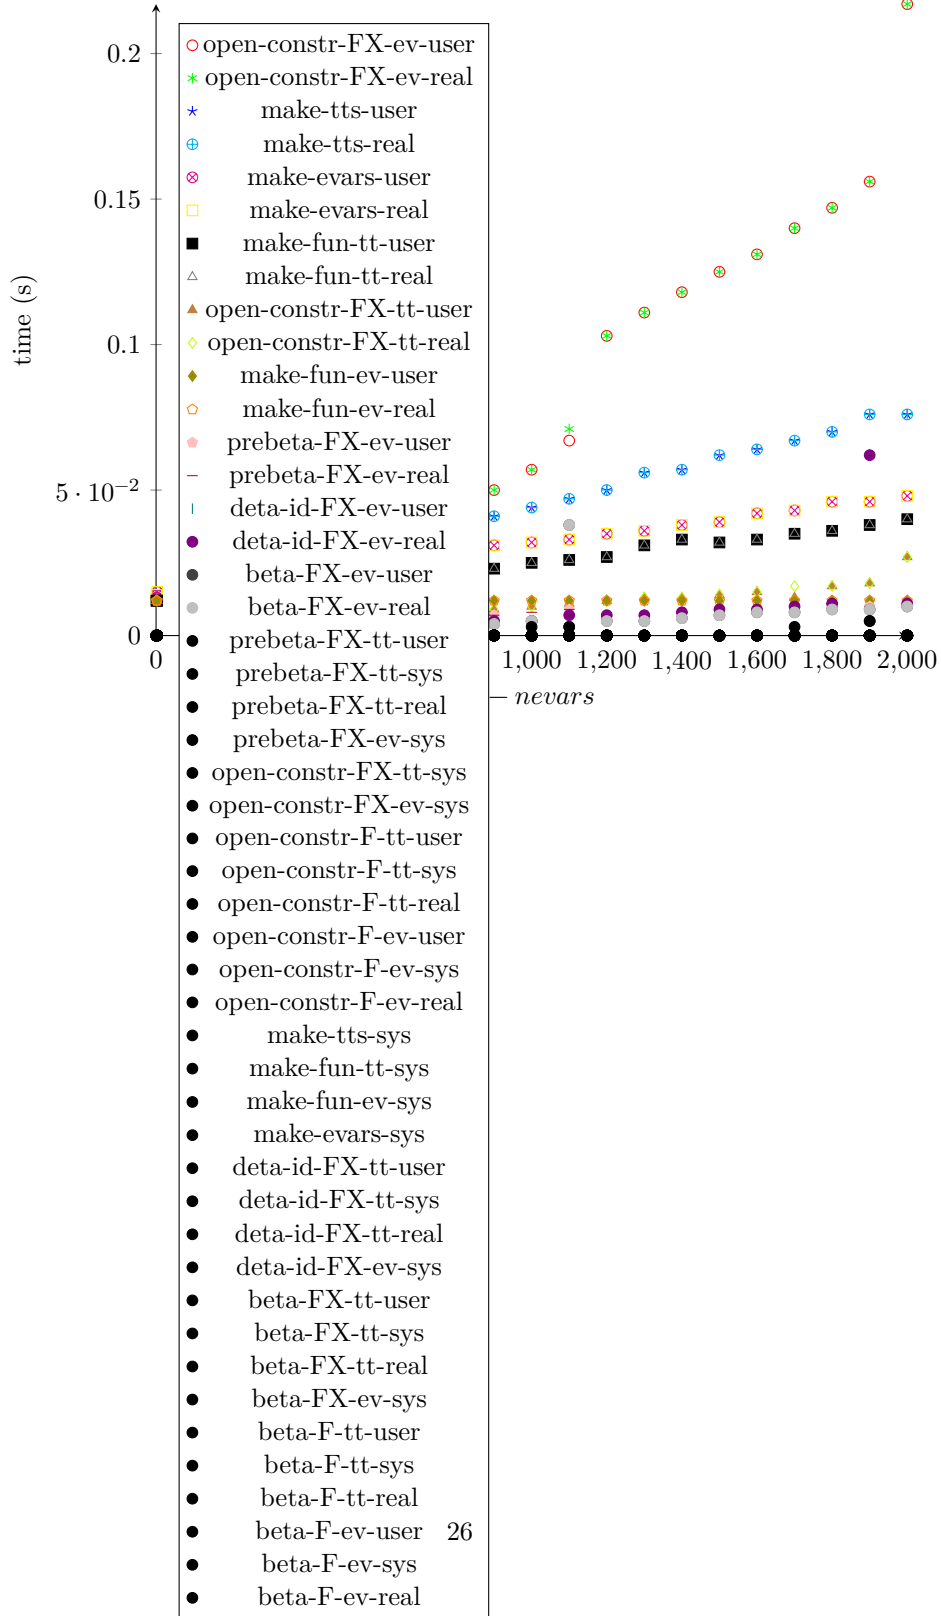 0.2
0.15
0.1
5 · 10⁻²
0
time (s)
open-constr-FX-ev-user
open-constr-FX-ev-real
make-tts-user
make-tts-real
make-evars-user
make-evars-real
make-fun-tt-user
make-fun-tt-real
open-constr-FX-tt-user
open-constr-FX-tt-real
make-fun-ev-user
make-fun-ev-real
prebeta-FX-ev-user
prebeta-FX-ev-real
deta-id-FX-ev-user
deta-id-FX-ev-real
beta-FX-ev-user
beta-FX-ev-real
prebeta-FX-tt-user
prebeta-FX-tt-sys
prebeta-FX-tt-real
prebeta-FX-ev-sys
open-constr-FX-tt-sys
open-constr-FX-ev-sys
open-constr-F-tt-user
open-constr-F-tt-sys
open-constr-F-tt-real
open-constr-F-ev-user
open-constr-F-ev-sys
open-constr-F-ev-real
make-tts-sys
make-fun-tt-sys
make-fun-ev-sys
make-evars-sys
deta-id-FX-tt-user
deta-id-FX-tt-sys
deta-id-FX-tt-real
deta-id-FX-ev-sys
beta-FX-tt-user
beta-FX-tt-sys
beta-FX-tt-real
beta-FX-ev-sys
beta-F-tt-user
beta-F-tt-sys
beta-F-tt-real
beta-F-ev-user
beta-F-ev-sys
beta-F-ev-real
0 1,000 1,200 1,400 1,600 1,800 2,000
– nevars
26